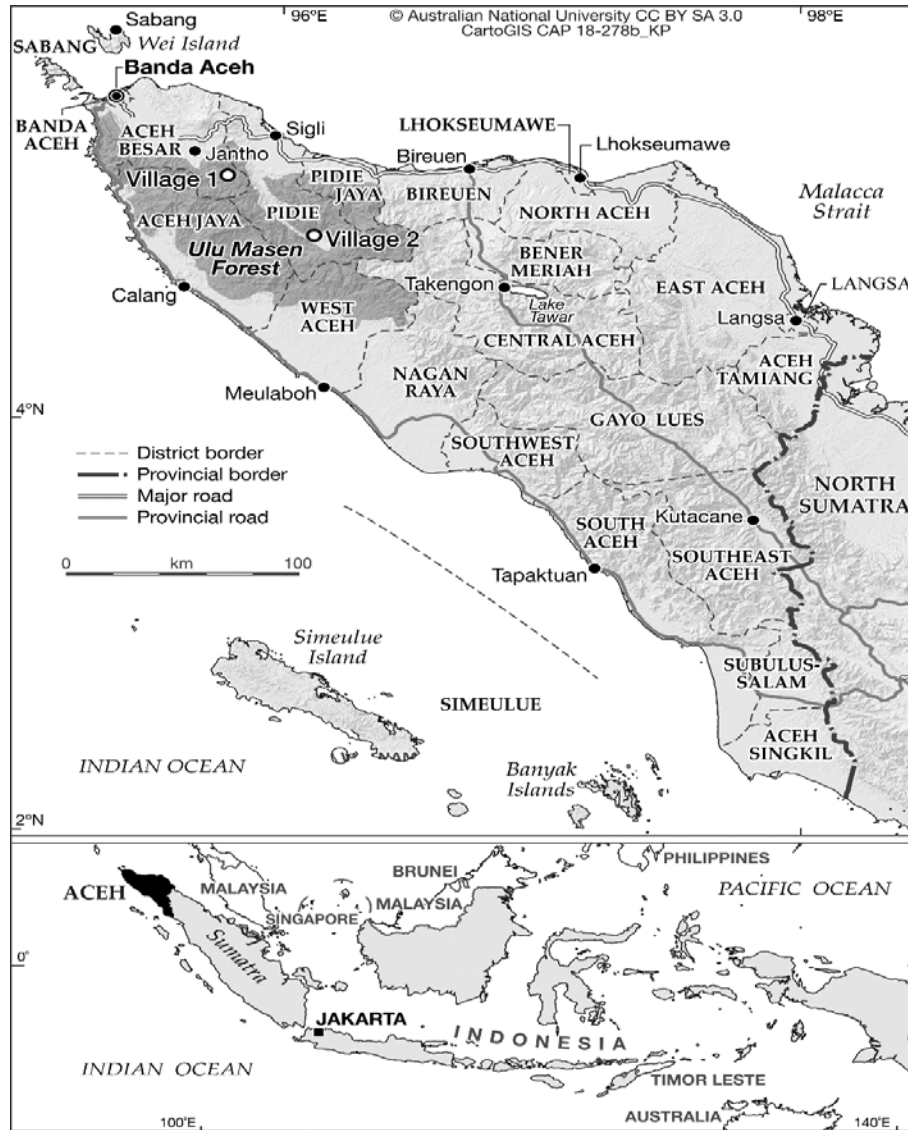 96°E
© Australian National University CC BY SA 3.0
98°E
CartoGIS CAP 18-278b_KP
Sabang
SABANG
Wei Island
Banda Aceh
BANDA
ACEH
ACEH
BESAR
Jantho
Sigli
LHOKSEUMAWE
Bireuen
Lhokseumawe
Village 1
PIDIE
JAYA
BIREUEN
Malacca
Strait
ACEH JAYA
PIDIE
NORTH ACEH
Ulu Masen
Forest
Village 2
BENER
MERIAH
Calang
Takengon
Lake
Tawar
EAST ACEH
LANGSA
WEST
ACEH
Langsa
CENTRAL ACEH
ACEH
TAMIANG
NAGAN
RAYA
Meulaboh
4°N
GAYO LUES
District border
Provincial border
Major road
Provincial road
SOUTHWEST
ACEH
NORTH
SUMATRA
0 km 100
SOUTH
ACEH
Kutacane
SOUTHEAST
ACEH
Tapaktuan
Simeulue
Island
SUBULUS-
SALAM
SIMEULUE
ACEH
SINGKIL
INDIAN OCEAN
Banyak
Islands
2°N
ACEH
MALAYSIA
BRUNEI
PHILIPPINES
SINGAPORE
MALAYSIA
PACIFIC OCEAN
0°
Sumatra
JAKARTA
INDONESIA
INDIAN OCEAN
TIMOR LESTE
AUSTRALIA
100°E
140°E